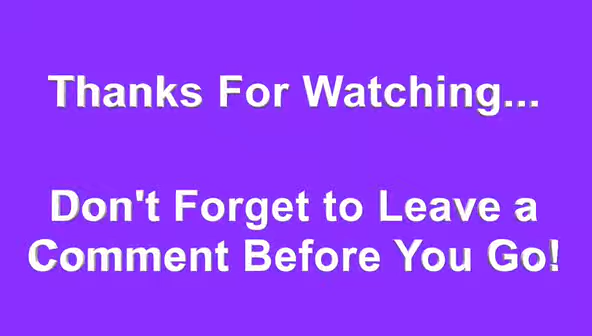 Thanks For Watching...
Don't Forget to Leave a
Comment Before You Go!